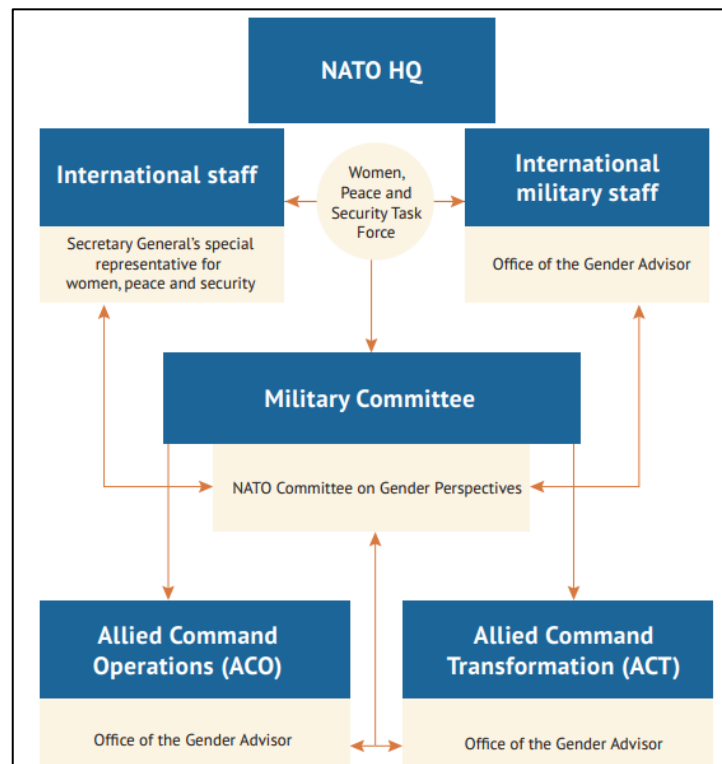 NATO HQ
International staff
Secretary General's special
representative for
women, peace and security
Women,
Peace and
Security Task
Force
International
military staff
Office of the Gender Advisor
Military Committee
NATO Committee on Gender Perspectives
Allied Command
Operations (ACO)
Office of the Gender Advisor
Allied Command
Transformation (ACT)
Office of the Gender Advisor